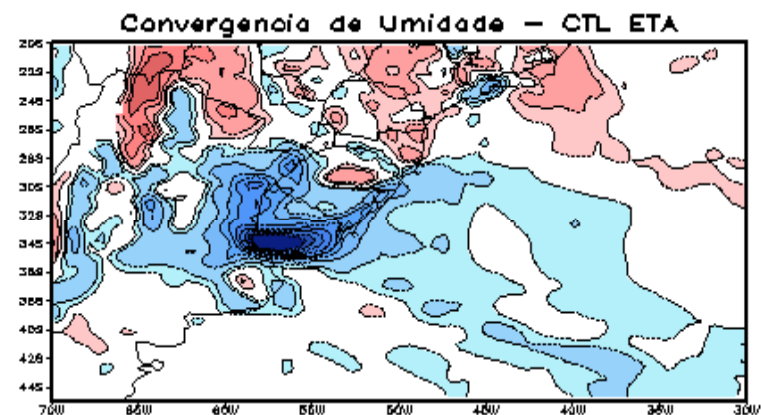 Convergencia de Umidade – CTL ETA
20S
22S
24S
26S
28S
30S
32S
34S
36S
38S
40S
42S
44S
70W 65W 60W 55W 50W 45W 40W 35W 30W